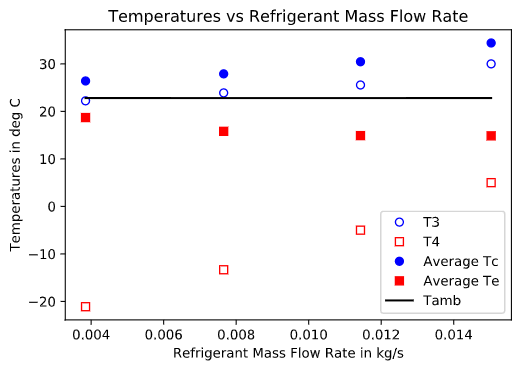 Temperatures vs Refrigerant Mass Flow Rate
Temperatures in deg C
30
20
10
0
−10
−20
T3
T4
Average Tc
Average Te
Tamb
0.004 0.006 0.008 0.010 0.012 0.014
Refrigerant Mass Flow Rate in kg/s